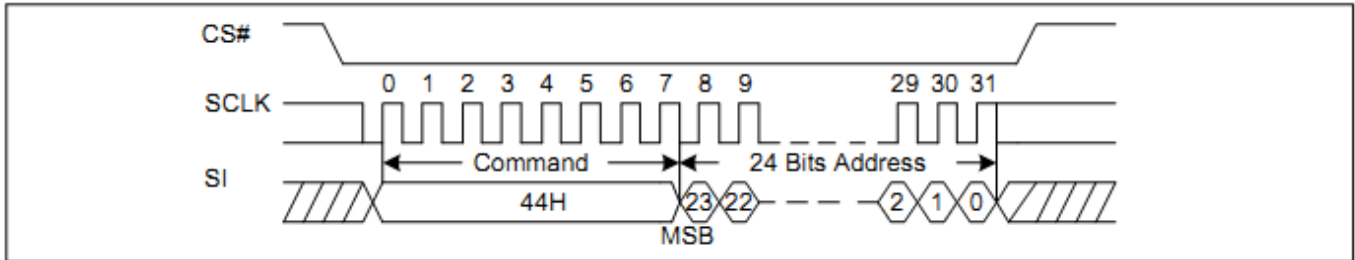 CS#
0 1 2 3 4 5 6 7 8 9 29 30 31
SCLK
Command 24 Bits Address
SI
44H 23 22 2 1 0
MSB